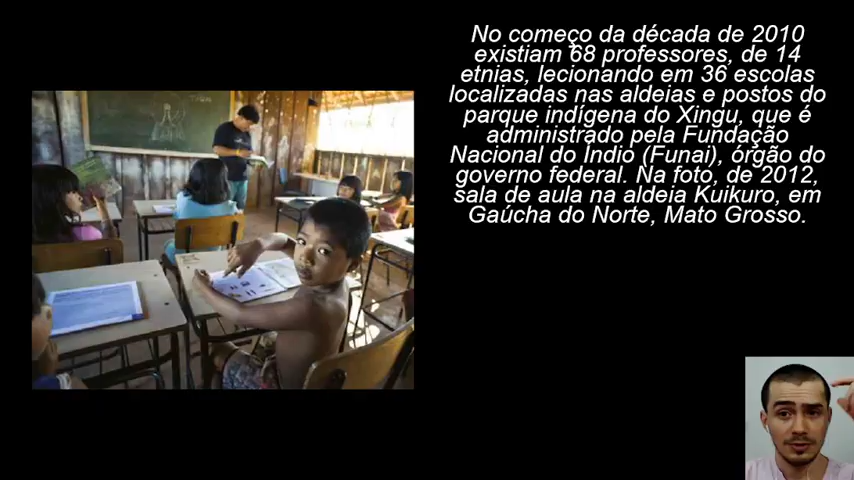 No começo da década de 2010
existiam 68 professores, de 14
etnias, lecionando em 36 escolas
localizadas nas aldeias e postos do
parque indígena do Xingu, que é
administrado pela Fundação
Nacional do Índio (Funai), órgão do
governo federal. Na foto, de 2012,
sala de aula na aldeia Kuikuro, em
Gaúcha do Norte, Mato Grosso.